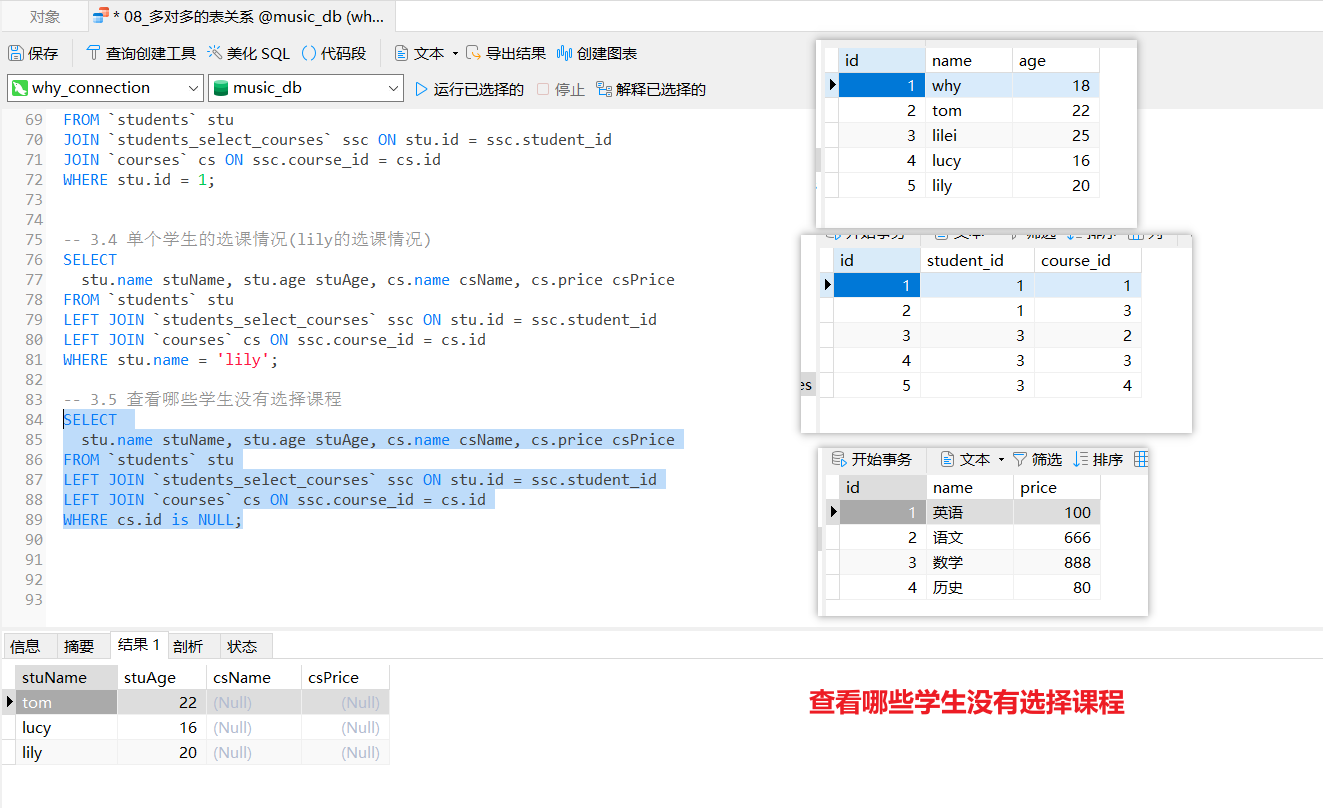 对象
* 08_多对多的表关系 @music_db (wh...
保存 查询创建工具 美化 SQL () 代码段 文本 导出结果 创建图表
why_connection music_db 运行已选择的 停止 解释已选择的
69 FROM `students` stu
70 JOIN `students_select_courses` ssc ON stu.id = ssc.student_id
71 JOIN `courses` cs ON ssc.course_id = cs.id
72 WHERE stu.id = 1;
73
74
75 -- 3.4 单个学生的选课情况(lily的选课情况)
76 SELECT
77 stu.name stuName, stu.age stuAge, cs.name csName, cs.price csPrice
78 FROM `students` stu
79 LEFT JOIN `students_select_courses` ssc ON stu.id = ssc.student_id
80 LEFT JOIN `courses` cs ON ssc.course_id = cs.id
81 WHERE stu.name = 'lily';
82
83 -- 3.5 查看哪些学生没有选择课程
84 SELECT
85 stu.name stuName, stu.age stuAge, cs.name csName, cs.price csPrice
86 FROM `students` stu
87 LEFT JOIN `students_select_courses` ssc ON stu.id = ssc.student_id
88 LEFT JOIN `courses` cs ON ssc.course_id = cs.id
89 WHERE cs.id is NULL;
90
91
92
93
id name age
1 why 18
2 tom 22
3 lilei 25
4 lucy 16
5 lily 20
开始事务 文本 筛选 排序 列
id student_id course_id
1 1 1
2 1 3
3 3 2
4 3 3
es 5 3 4
开始事务 文本 筛选 排序
id name price
1 英语 100
2 语文 666
3 数学 888
4 历史 80
信息 摘要 结果 1 剖析 状态
stuName stuAge csName csPrice
tom 22 (Null) (Null)
lucy 16 (Null) (Null)
lily 20 (Null) (Null)
查看哪些学生没有选择课程